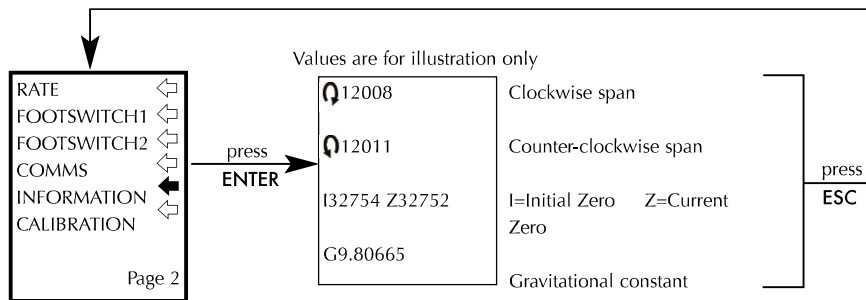 Values are for illustration only
RATE
FOOTSWITCH1
FOOTSWITCH2
COMMS
INFORMATION
CALIBRATION
Page 2
press
ENTER
12008
Clockwise span
12011
Counter-clockwise span
I32754 Z32752
I=Initial Zero Z=Current
Zero
G9.80665
Gravitational constant
press
ESC